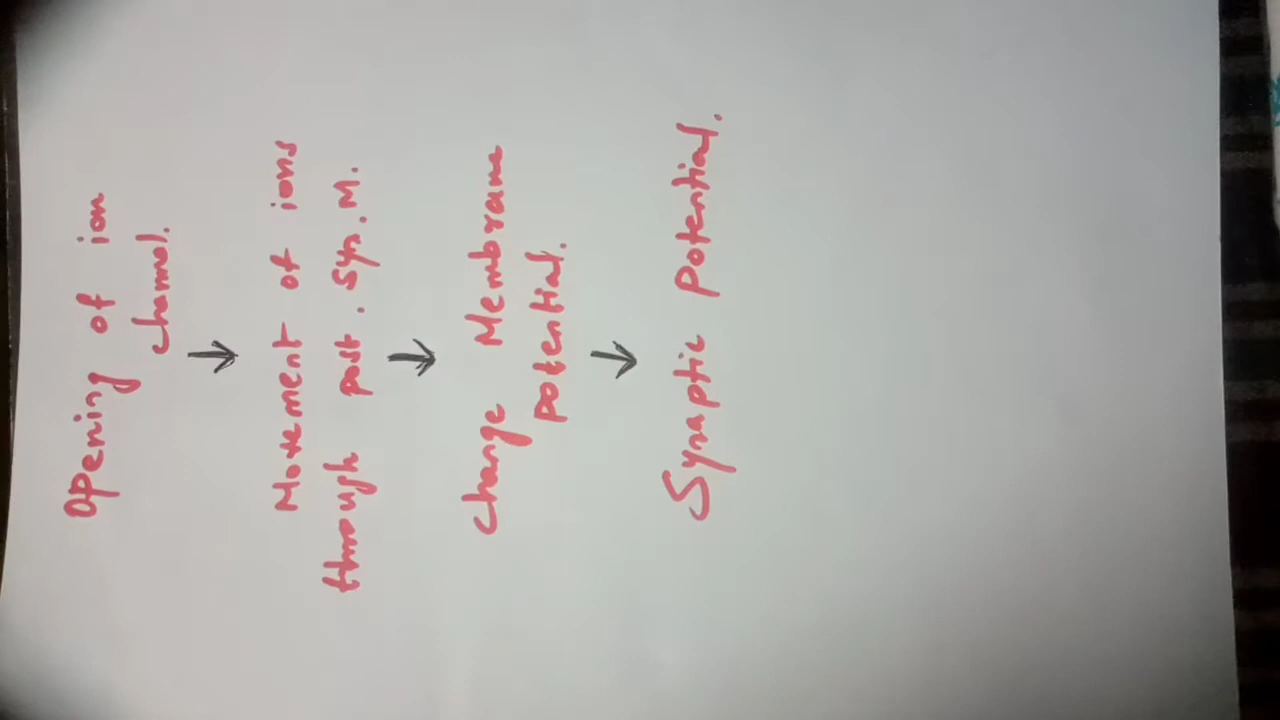 Opening of ion
channel.
↓
Movement of ions
through post. Syn. M.
↓
Change Membrane
potential.
↓
Synaptic Potential.